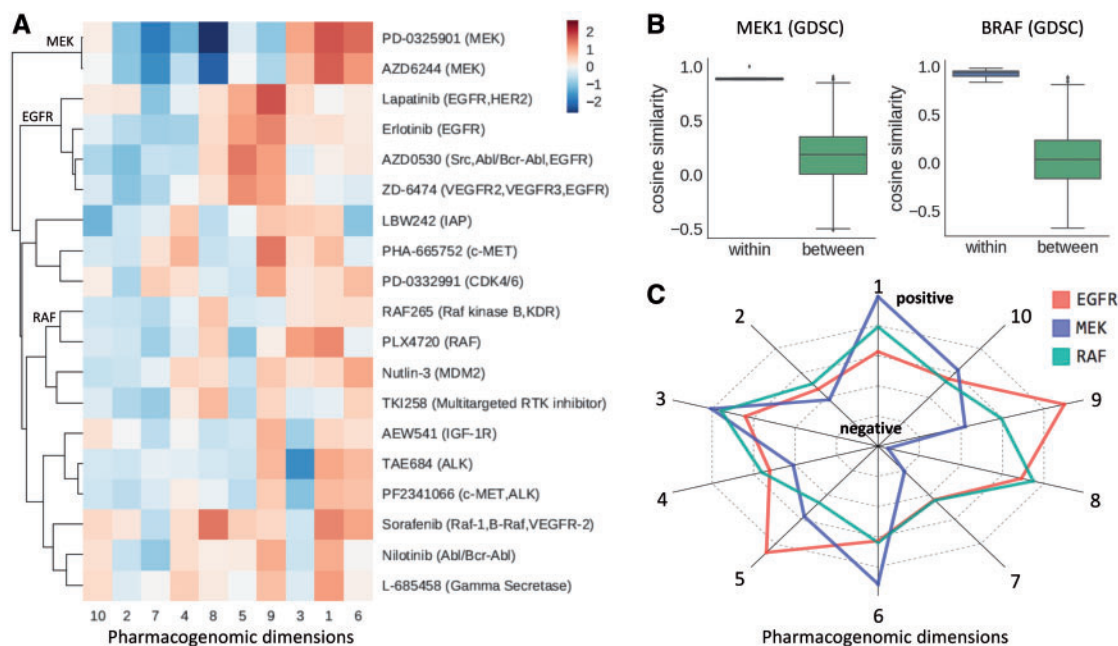 A
MEK
EGFR
RAF
2
1
0
−1
−2
PD-0325901 (MEK)
AZD6244 (MEK)
Lapatinib (EGFR,HER2)
Erlotinib (EGFR)
AZD0530 (Src,Abl/Bcr-Abl,EGFR)
ZD-6474 (VEGFR2,VEGFR3,EGFR)
LBW242 (IAP)
PHA-665752 (c-MET)
PD-0332991 (CDK4/6)
RAF265 (Raf kinase B,KDR)
PLX4720 (RAF)
Nutlin-3 (MDM2)
TKI258 (Multitargeted RTK inhibitor)
AEW541 (IGF-1R)
TAE684 (ALK)
PF2341066 (c-MET,ALK)
Sorafenib (Raf-1,B-Raf,VEGFR-2)
Nilotinib (Abl/Bcr-Abl)
L-685458 (Gamma Secretase)
10 2 7 4 8 5 9 3 1 6
Pharmacogenomic dimensions
B
MEK1 (GDSC)
cosine similarity
1.0
0.5
0.0
−0.5
within between
BRAF (GDSC)
cosine similarity
1.0
0.5
0.0
−0.5
within between
C
positive
negative
1
2
3
4
5
6
7
8
9
10
EGFR
MEK
RAF
Pharmacogenomic dimensions